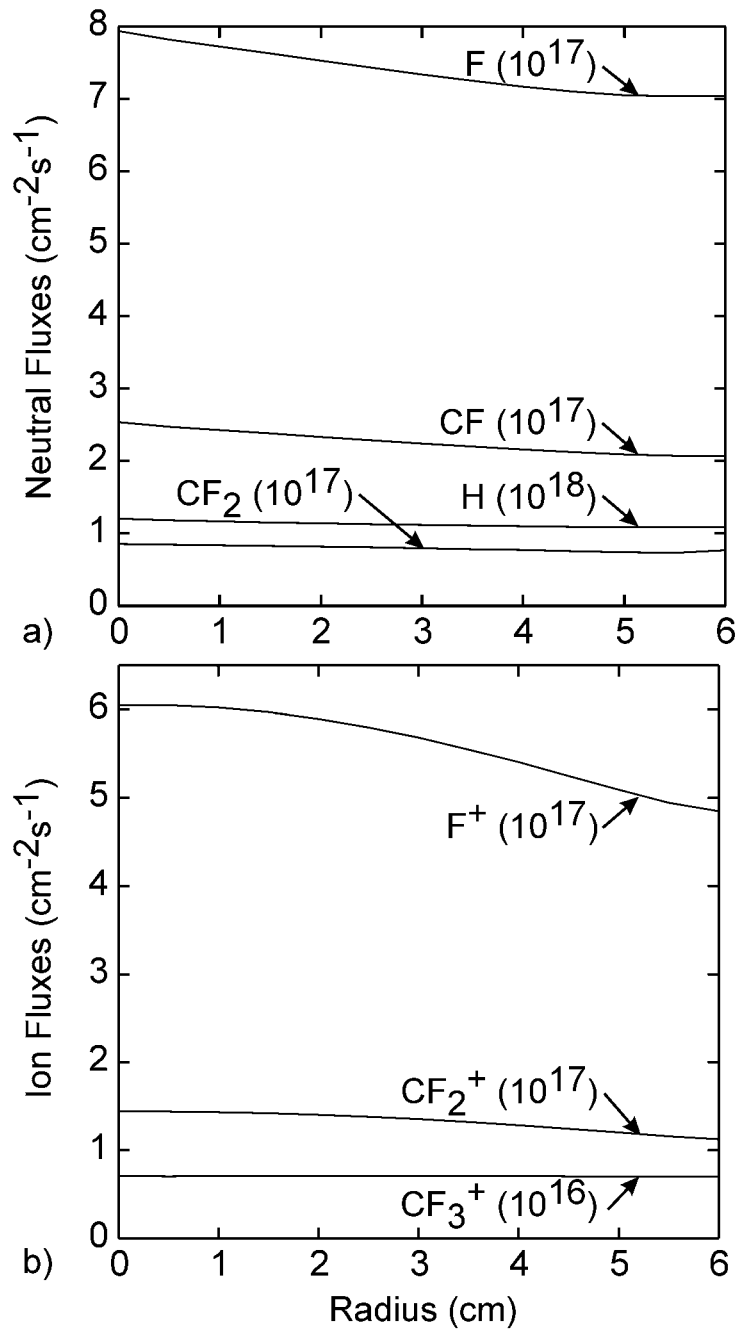 8
7
6
5
4
3
2
1
0
Neutral Fluxes (cm-2s-1)
F (10^17)
CF (10^17)
CF2 (10^17)
H (10^18)
0 1 2 3 4 5 6
a)
6
5
4
3
2
1
0
Ion Fluxes (cm-2s-1)
F+ (10^17)
CF2+ (10^17)
CF3+ (10^16)
0 1 2 3 4 5 6
b)
Radius (cm)